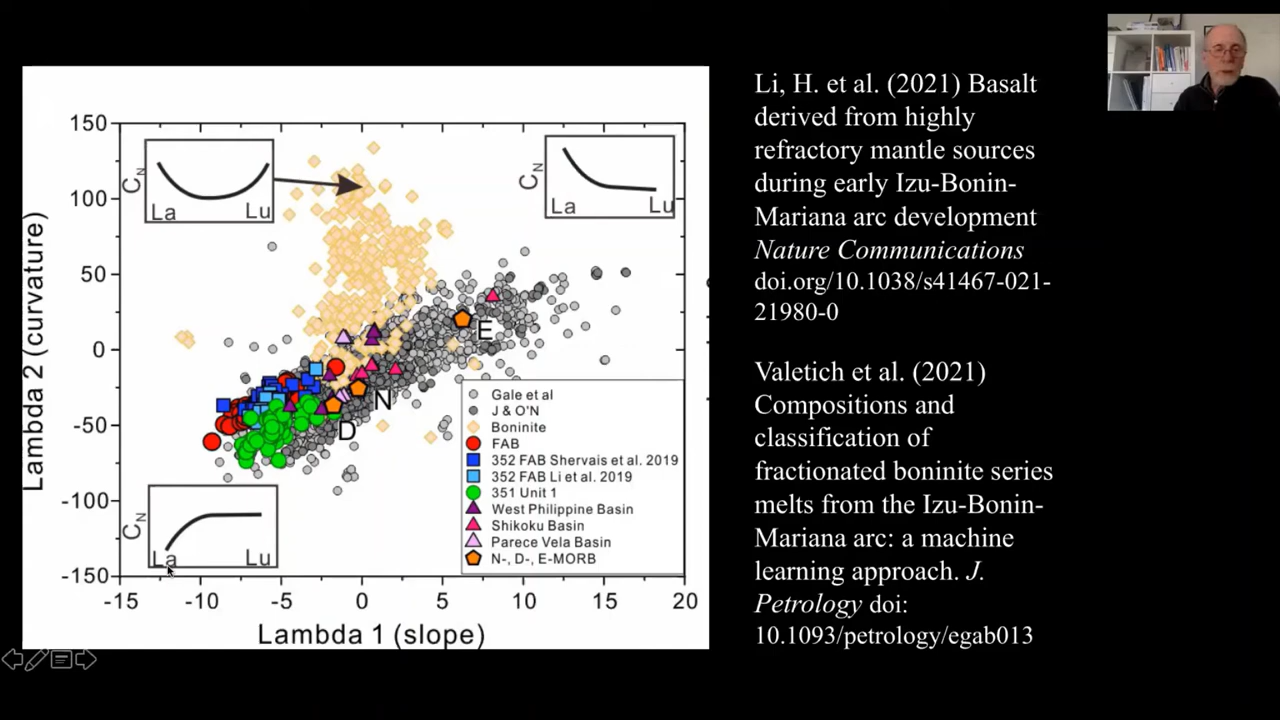 150
100
50
0
-50
-100
-150
-15
-10
-5
0
5
10
15
20
Lambda 2 (curvature)
Lambda 1 (slope)
CN
La
Lu
CN
La
Lu
CN
La
Lu
E
N
D
Gale et al
J & O'N
Boninite
FAB
352 FAB Shervais et al. 2019
352 FAB Li et al. 2019
351 Unit 1
West Philippine Basin
Shikoku Basin
Parece Vela Basin
N-, D-, E-MORB
Li, H. et al. (2021) Basalt
derived from highly
refractory mantle sources
during early Izu-Bonin-
Mariana arc development
Nature Communications
doi.org/10.1038/s41467-021-
21980-0
Valetich et al. (2021)
Compositions and
classification of
fractionated boninite series
melts from the Izu-Bonin-
Mariana arc: a machine
learning approach. J.
Petrology doi:
10.1093/petrology/egab013